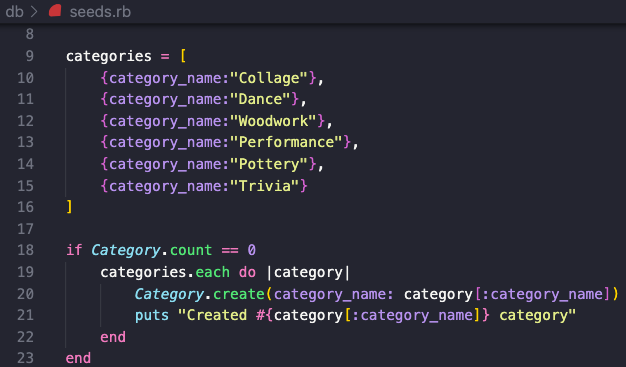 db > seeds.rb
8
9 categories = [
10 {category_name:"Collage"},
11 {category_name:"Dance"},
12 {category_name:"Woodwork"},
13 {category_name:"Performance"},
14 {category_name:"Pottery"},
15 {category_name:"Trivia"}
16 ]
17
18 if Category.count == 0
19 categories.each do |category|
20 Category.create(category_name: category[:category_name])
21 puts "Created #{category[:category_name]} category"
22 end
23 end